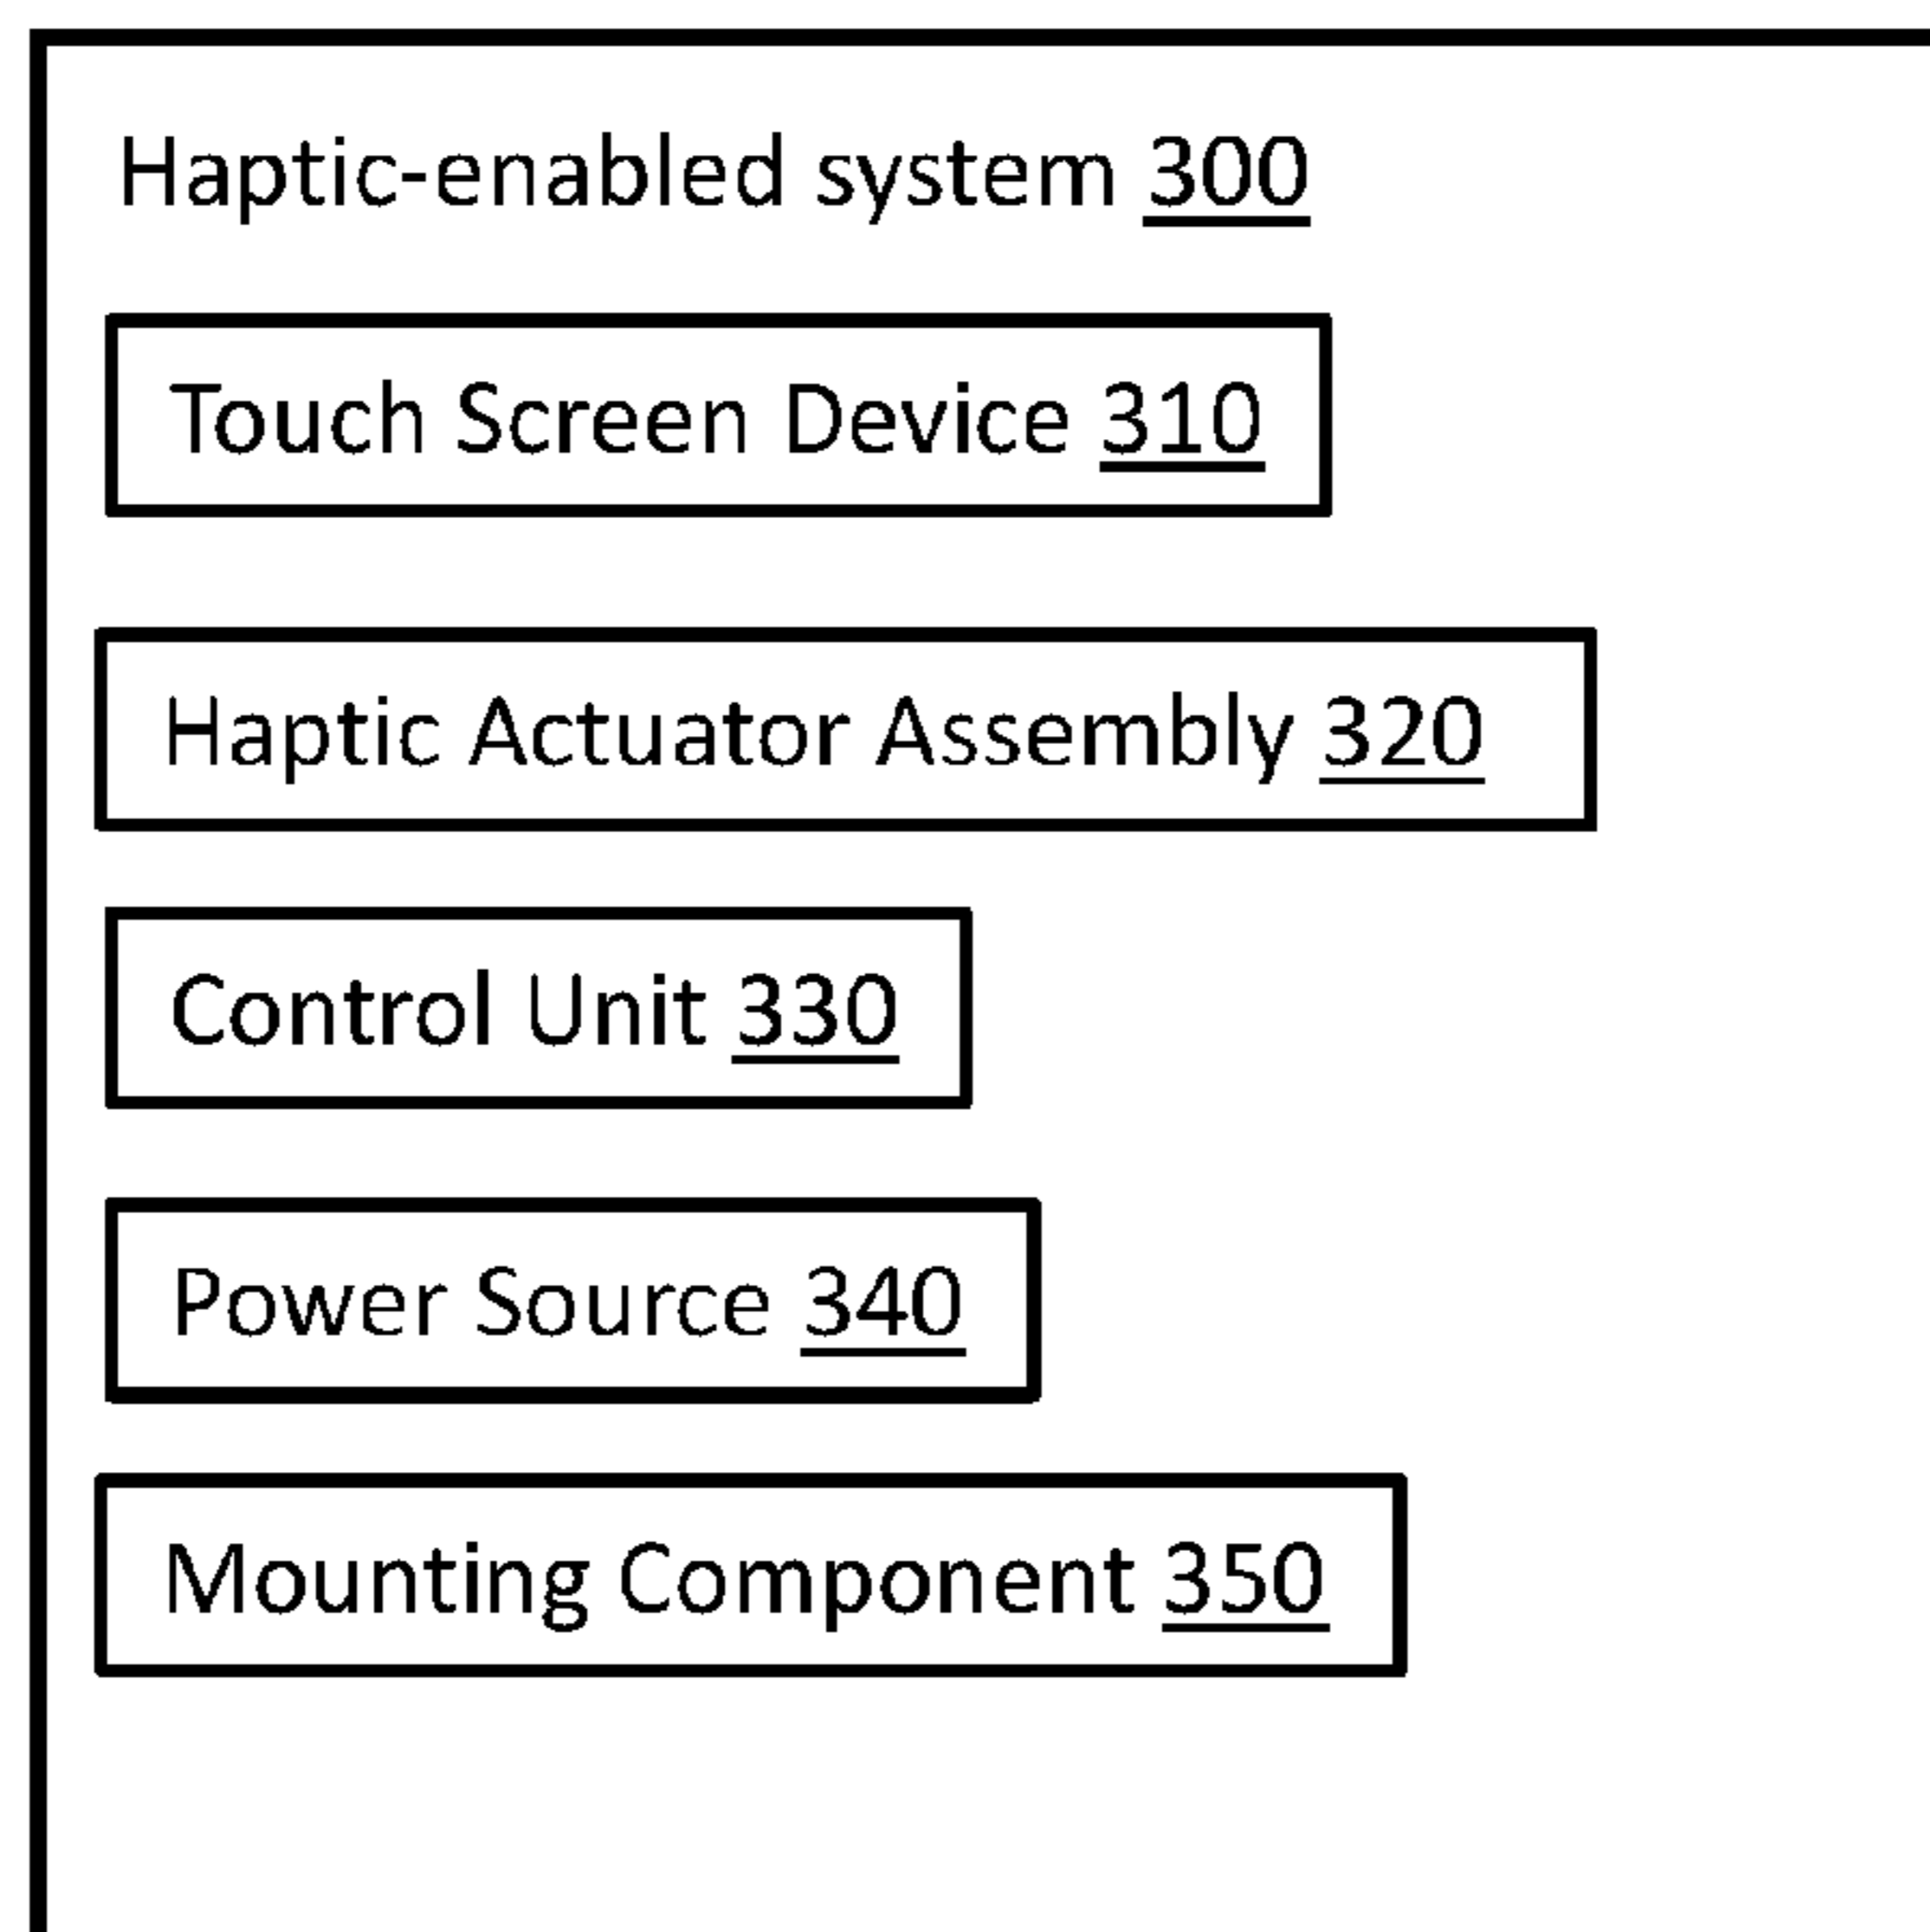 Haptic-enabled system 300
Touch Screen Device 310
Haptic Actuator Assembly 320
Control Unit 330
Power Source 340
Mounting Component 350